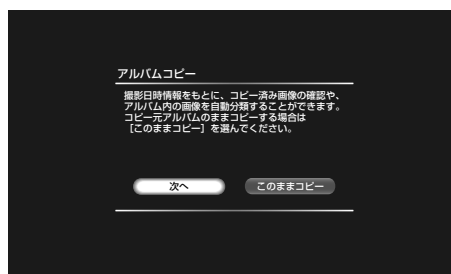 アルバムコピー
撮影日時情報をもとに、コピー済み画像の確認や、
アルバム内の画像を自動分類することができます。
コピー元アルバムのままコピーする場合は
［このままコピー］を選んでください。
次へ
このままコピー